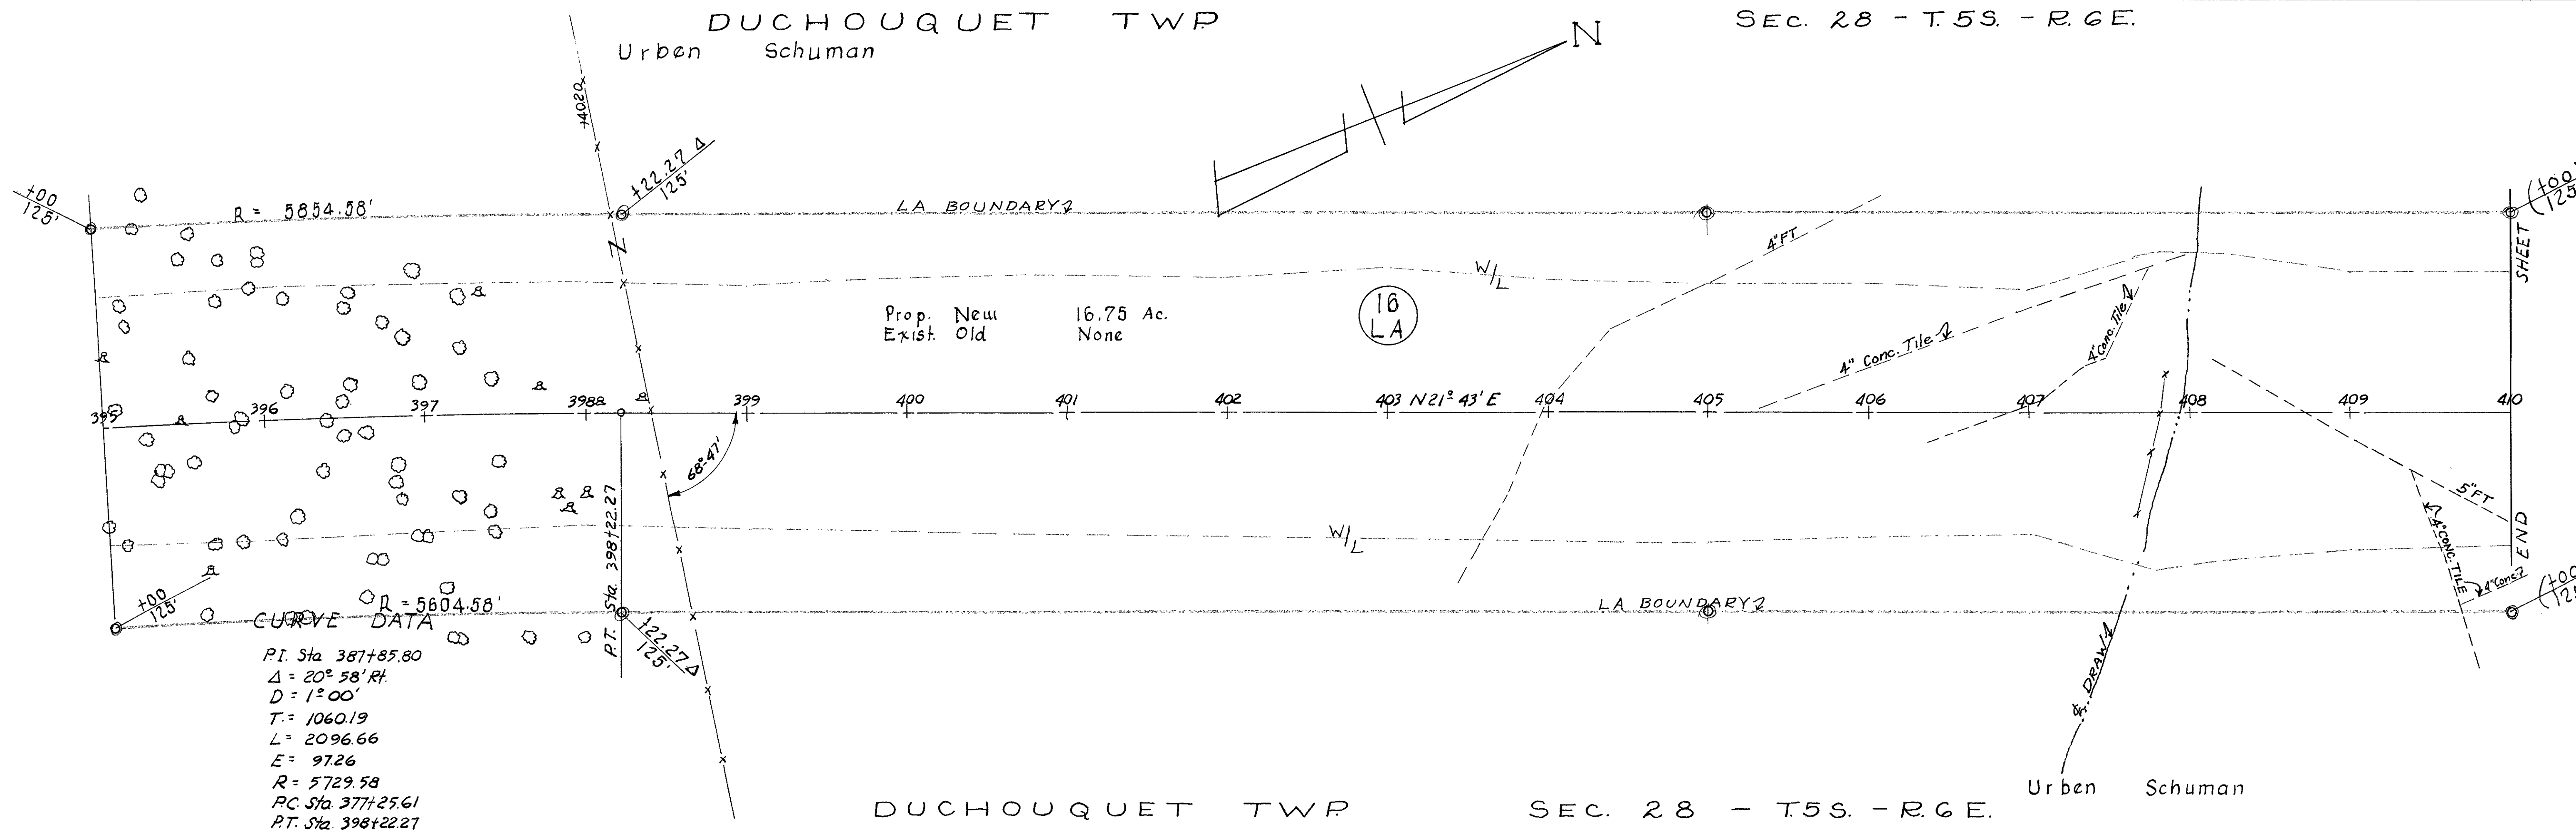 DUCHOUQUET TWP.
SEC. 28 - T. 5S. - R. 6E.
Urben Schuman
N
+40.20
+22.27 Δ
125'
+00
125'
R = 5854.58'
LA BOUNDARY
(+00
SHEET
4" FT
W/L
Prop. New 16.75 Ac.
Exist. Old None
16
LA
4" Conc. Tile
4" Conc. Tile
395 396 397 398 399 400 401 402 403 N21° 43' E 404 405 406 407 408 409 410
68°-47'
P.T. Sta. 398+22.27
W/L
5" FT
4" CONC. TILE
4" Conc.
END
+00
125'
R = 5604.58'
LA BOUNDARY
(+00
+22.27 Δ
125'
DRAW
CURVE DATA
P.I. Sta 387+85.80
Δ = 20° 58' Rt.
D = 1° 00'
T. = 1060.19
L = 2096.66
E = 97.26
R = 5729.58
P.C. Sta. 377+25.61
P.T. Sta. 398+22.27
Urben Schuman
DUCHOUQUET TWP.
SEC. 28 - T.5S. - R.6E.